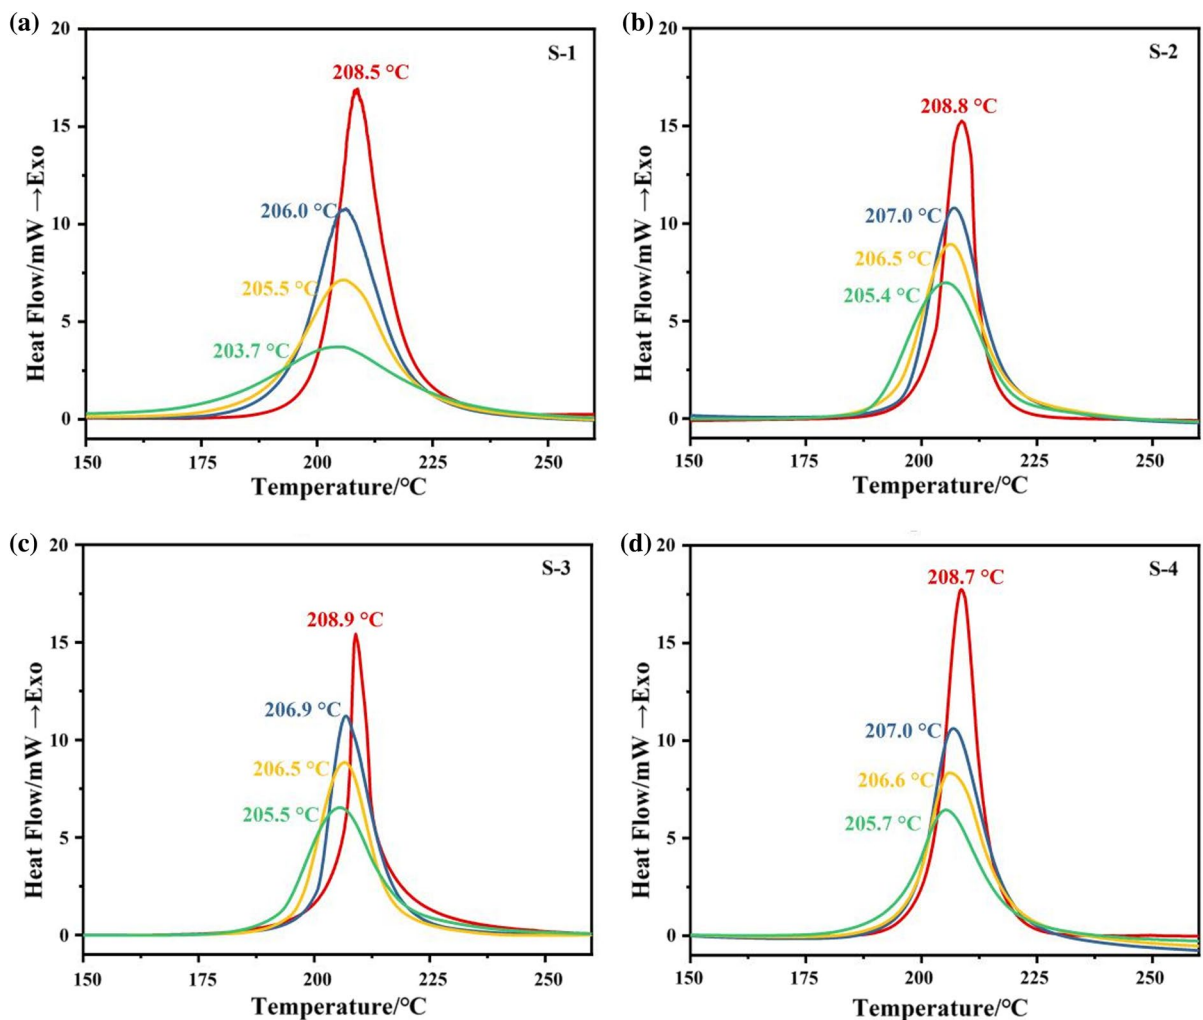 (a)
S-1
208.5 °C
206.0 °C
205.5 °C
203.7 °C
20
15
10
5
0
150
175
200
225
250
Heat Flow/mW →Exo
Temperature/°C
(b)
S-2
208.8 °C
207.0 °C
206.5 °C
205.4 °C
20
15
10
5
0
150
175
200
225
250
Heat Flow/mW →Exo
Temperature/°C
(c)
S-3
208.9 °C
206.9 °C
206.5 °C
205.5 °C
20
15
10
5
0
150
175
200
225
250
Heat Flow/mW →Exo
Temperature/°C
(d)
S-4
208.7 °C
207.0 °C
206.6 °C
205.7 °C
20
15
10
5
0
150
175
200
225
250
Heat Flow/mW →Exo
Temperature/°C